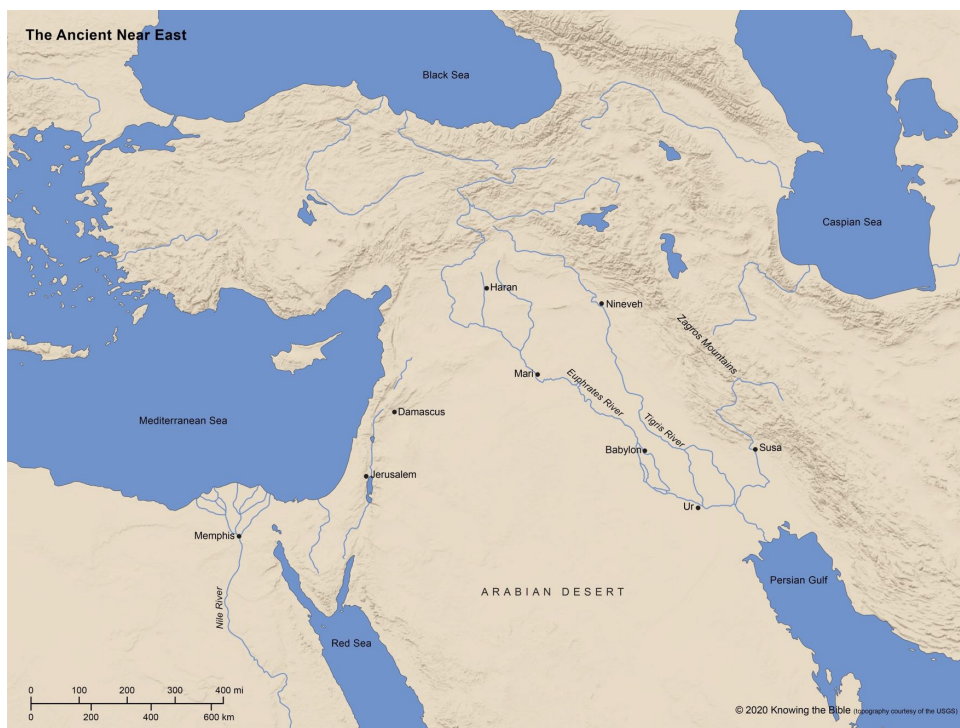 The Ancient Near East
Black Sea
Caspian Sea
Haran
Nineveh
Zagros Mountains
Mari
Euphrates River
Damascus
Mediterranean Sea
Tigris River
Babylon
Susa
Jerusalem
Ur
Memphis
Persian Gulf
ARABIAN DESERT
Nile River
Red Sea
0 100 200 300 400 mi
0 200 400 600 km
© 2020 Knowing the Bible (topography courtesy of the USGS)